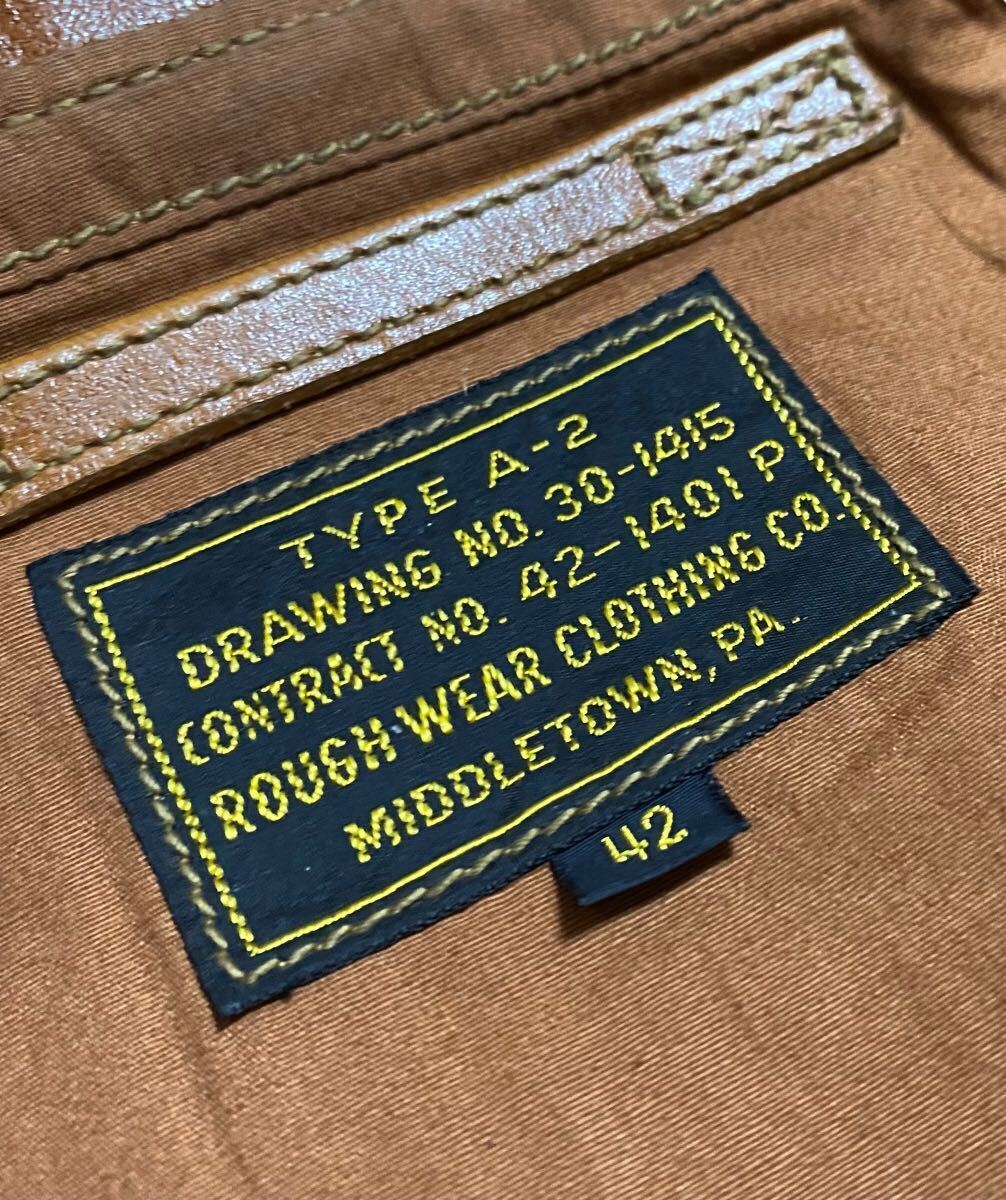 TYPE A-2
DRAWING NO. 30-1415
CONTRACT NO. 42-1401 P
ROUGH-WEAR CLOTHING CO.
MIDDLETOWN, PA.
42